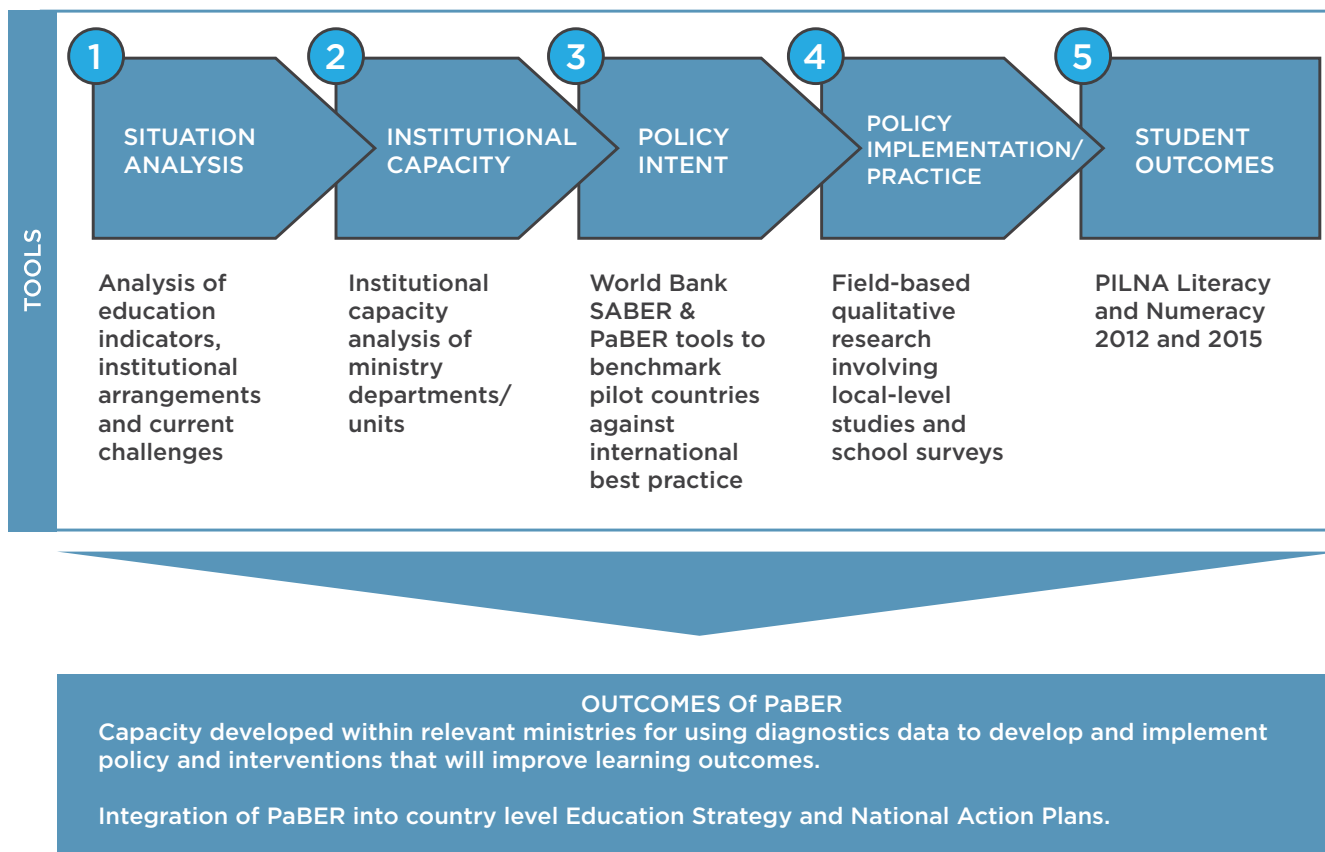 TOOLS
1
SITUATION
ANALYSIS
Analysis of
education
indicators,
institutional
arrangements
and current
challenges
2
INSTITUTIONAL
CAPACITY
Institutional
capacity
analysis of
ministry
departments/
units
3
POLICY
INTENT
World Bank
SABER &
PaBER tools to
benchmark
pilot countries
against
international
best practice
4
POLICY
IMPLEMENTATION/
PRACTICE
Field-based
qualitative
research
involving
local-level
studies and
school surveys
5
STUDENT
OUTCOMES
PILNA Literacy
and Numeracy
2012 and 2015
OUTCOMES Of PaBER
Capacity developed within relevant ministries for using diagnostics data to develop and implement
policy and interventions that will improve learning outcomes.
Integration of PaBER into country level Education Strategy and National Action Plans.